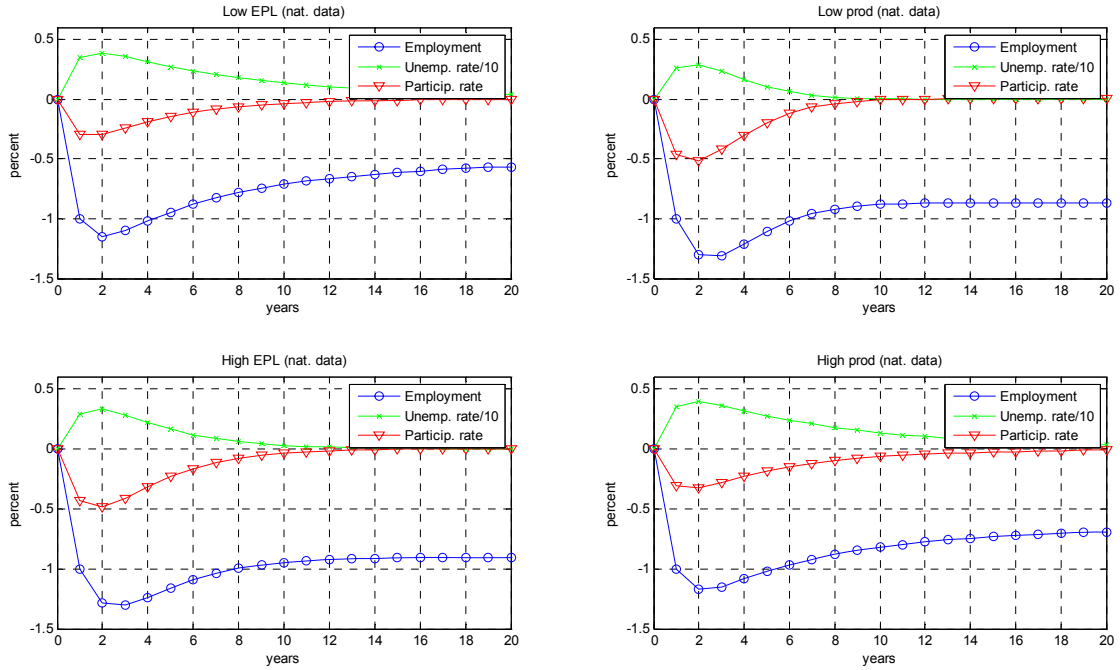 Low EPL (nat. data)
0.5
0
-0.5
-1
-1.5
percent
Employment
Unemp. rate/10
Particip. rate
0 2 4 6 8 10 12 14 16 18 20
years
Low prod (nat. data)
0.5
0
-0.5
-1
-1.5
percent
Employment
Unemp. rate/10
Particip. rate
0 2 4 6 8 10 12 14 16 18 20
years
High EPL (nat. data)
0.5
0
-0.5
-1
-1.5
percent
Employment
Unemp. rate/10
Particip. rate
0 2 4 6 8 10 12 14 16 18 20
years
High prod (nat. data)
0.5
0
-0.5
-1
-1.5
percent
Employment
Unemp. rate/10
Particip. rate
0 2 4 6 8 10 12 14 16 18 20
years